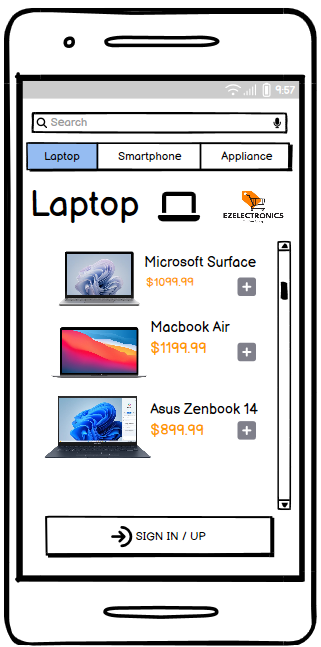 9:57
Search
Laptop
Smartphone
Appliance
Laptop
EZELECTRONICS
Microsoft Surface
$1099.99
Macbook Air
$1199.99
Asus Zenbook 14
$899.99
SIGN IN / UP